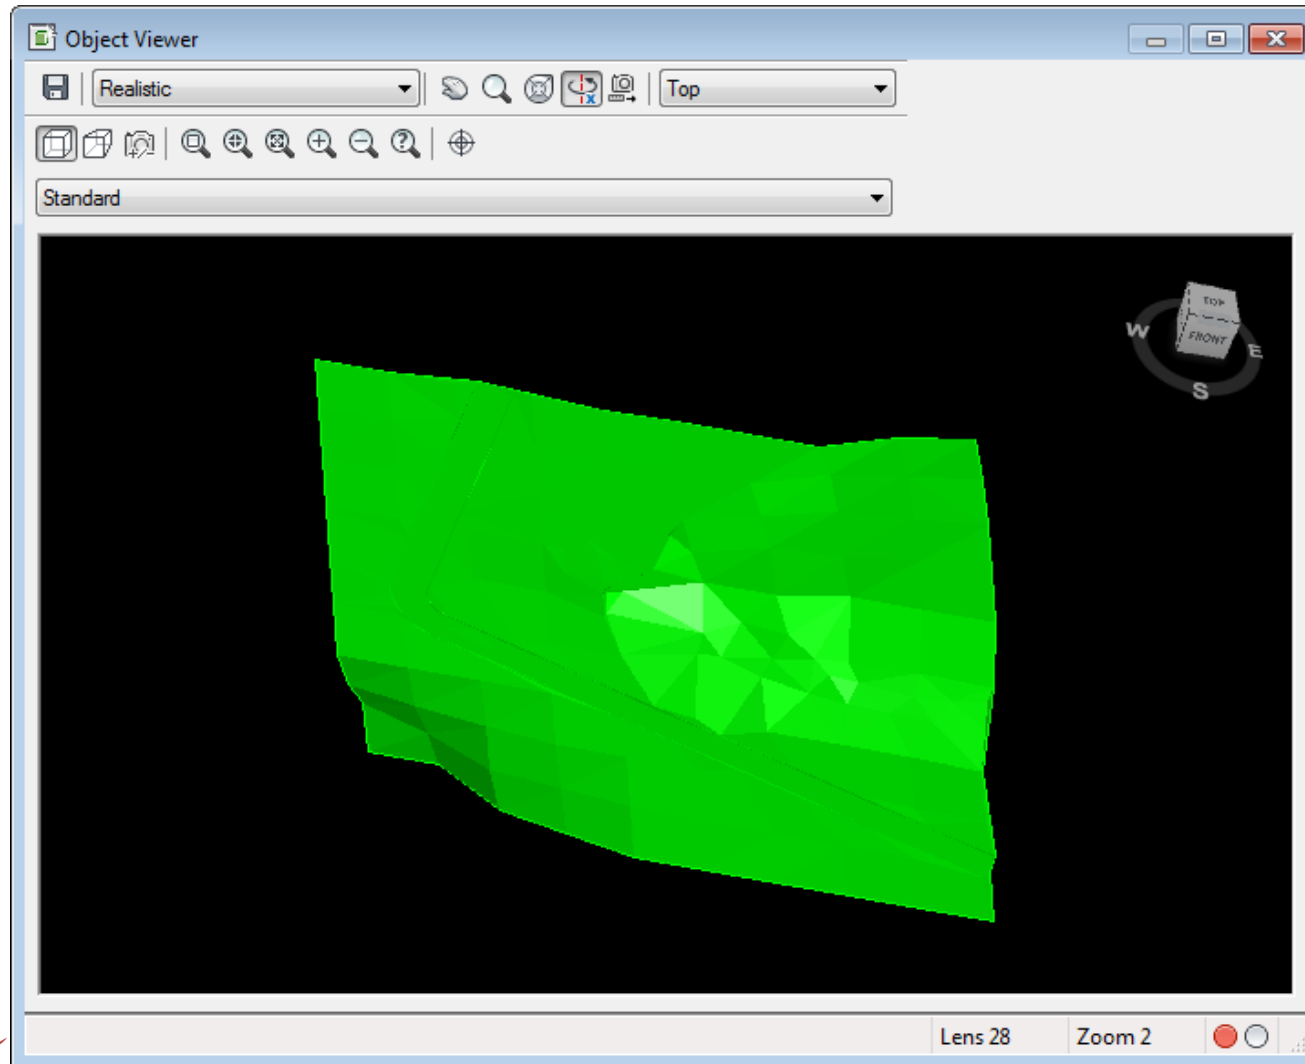 Object Viewer
Realistic
Top
Standard
TOP
FRONT
W
E
S
Lens 28
Zoom 2